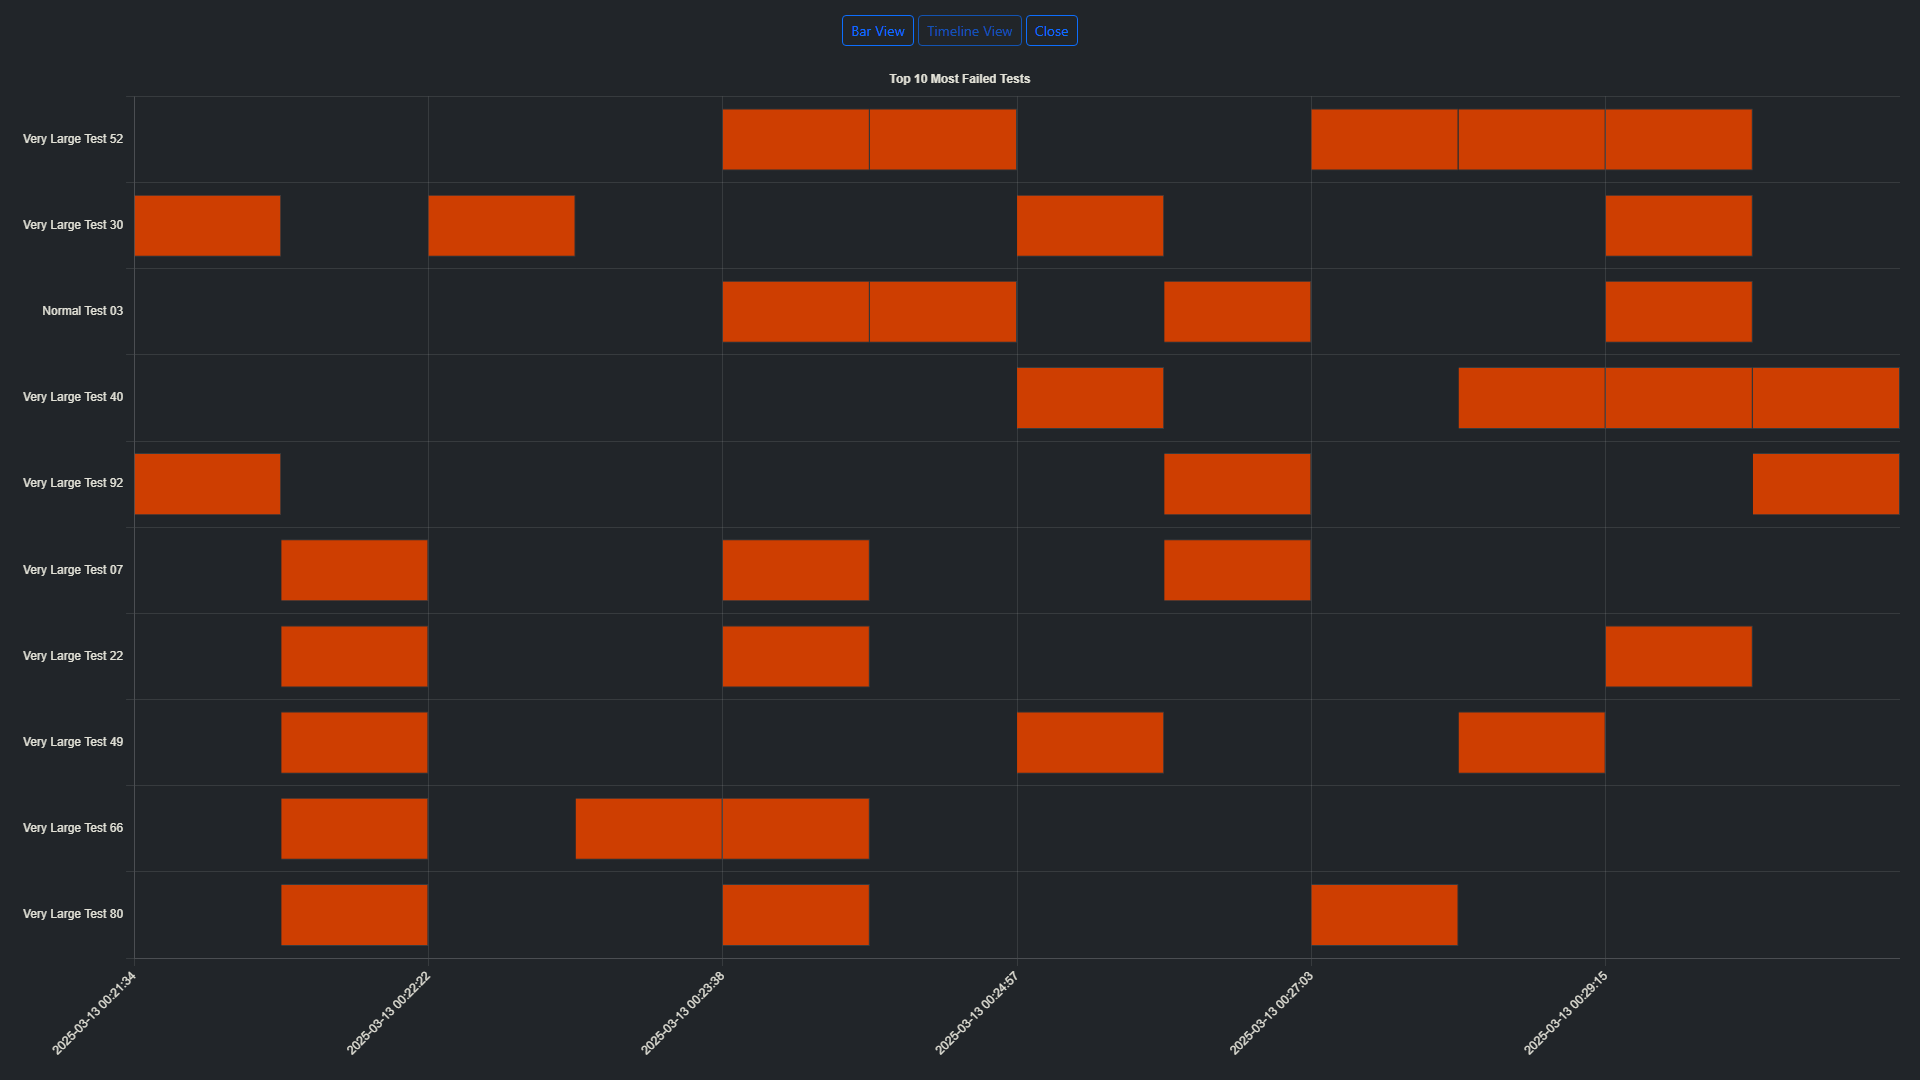 Bar View
Timeline View
Close
Top 10 Most Failed Tests
Very Large Test 52
Very Large Test 30
Normal Test 03
Very Large Test 40
Very Large Test 92
Very Large Test 07
Very Large Test 22
Very Large Test 49
Very Large Test 66
Very Large Test 80
2025-03-13 00:21:34
2025-03-13 00:22:22
2025-03-13 00:23:38
2025-03-13 00:24:57
2025-03-13 00:27:03
2025-03-13 00:29:15